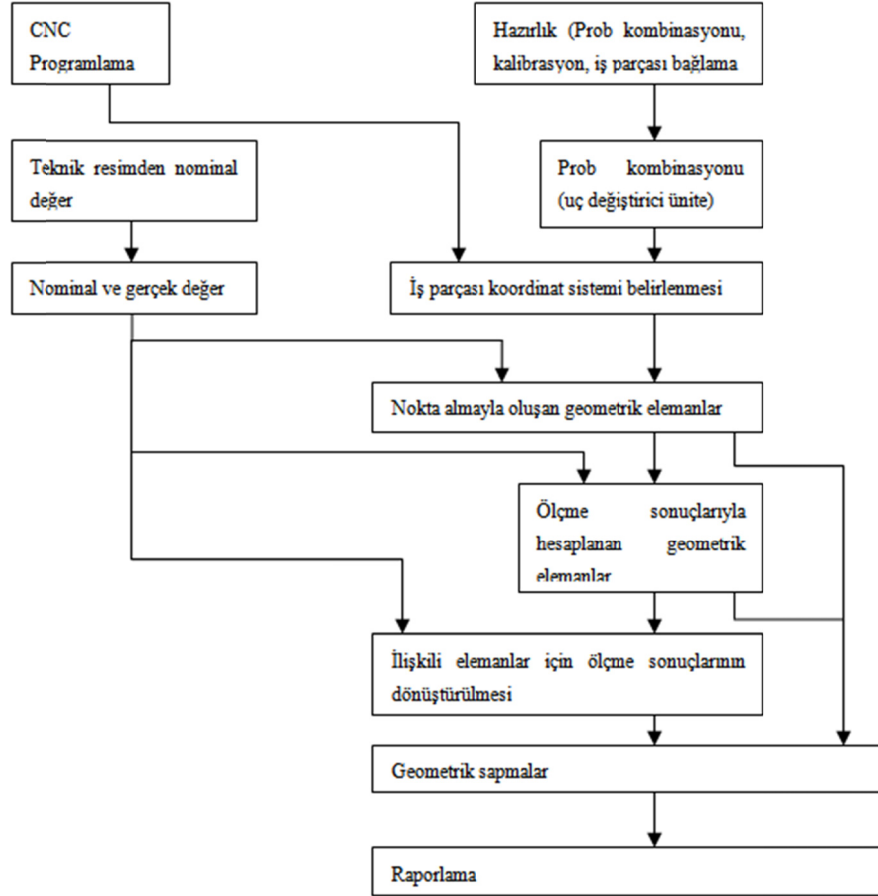 CNC
Programlama
Hazırlık (Prob kombinasyonu,
kalibrasyon, iş parçası bağlama
Teknik resimden nominal
değer
Prob kombinasyonu
(uç değiştirici ünite)
Nominal ve gerçek değer
İş parçası koordinat sistemi belirlenmesi
Nokta almayla oluşan geometrik elemanlar
Ölçme sonuçlarıyla
hesaplanan geometrik
elemanlar
İlişkili elemanlar için ölçme sonuçlarının
dönüştürülmesi
Geometrik sapmalar
Raporlama